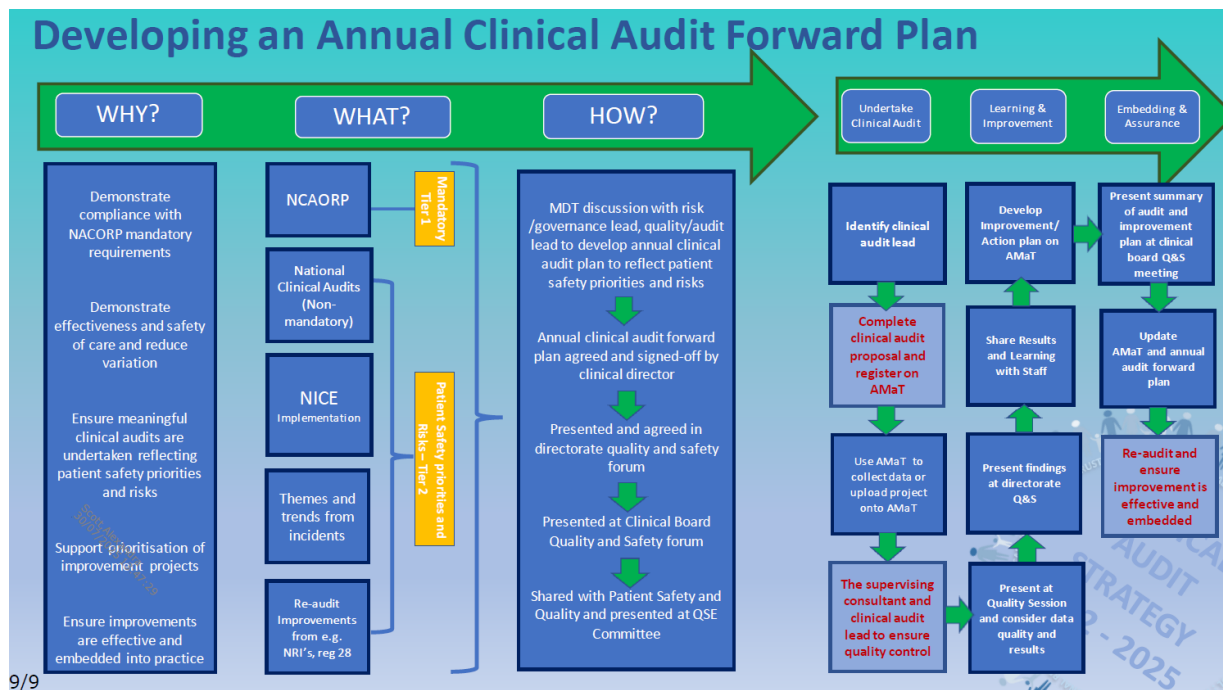 Developing an Annual Clinical Audit Forward Plan
WHY?
WHAT?
HOW?
Undertake
Clinical Audit
Learning &
Improvement
Embedding &
Assurance
Demonstrate
compliance with
NACORP mandatory
requirements
Demonstrate
effectiveness and safety
of care and reduce
variation
Ensure meaningful
clinical audits are
undertaken reflecting
patient safety priorities
and risks
Support prioritisation of
improvement projects
Ensure improvements
are effective and
embedded into practice
NCAORP
National
Clinical Audits
(Non-
mandatory)
NICE
Implementation
Themes and
trends from
incidents
Re-audit
Improvements
from e.g.
NRI's, reg 28
Mandatory
Tier 1
Patient Safety priorities and
Risks – Tier 2
MDT discussion with risk
/governance lead, quality/audit
lead to develop annual clinical
audit plan to reflect patient
safety priorities and risks
Annual clinical audit forward
plan agreed and signed-off by
clinical director
Presented and agreed in
directorate quality and safety
forum
Presented at Clinical Board
Quality and Safety forum
Shared with Patient Safety and
Quality and presented at QSE
Committee
Identify clinical
audit lead
Complete
clinical audit
proposal and
register on
AMaT
Use AMaT to
collect data or
upload project
onto AMaT
The supervising
consultant and
clinical audit
lead to ensure
quality control
Develop
Improvement/
Action plan on
AMaT
Share Results
and Learning
with Staff
Present findings
at directorate
Q&S
Present at
Quality Session
and consider data
quality and
results
Present summary
of audit and
improvement
plan at clinical
board Q&S
meeting
Update
AMaT and annual
audit forward
plan
Re-audit and
ensure
improvement is
effective and
embedded
AUDIT
STRATEGY
2 - 2025
9/9